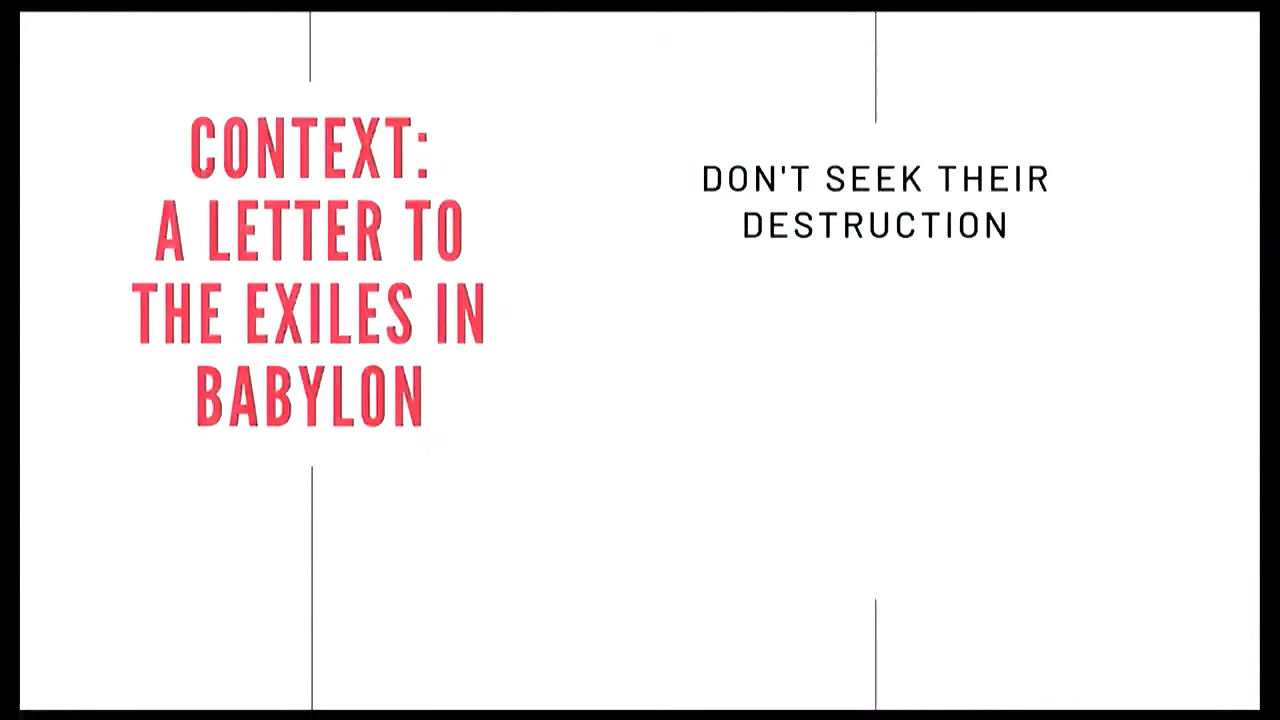 CONTEXT:
A LETTER TO
THE EXILES IN
BABYLON
DON'T SEEK THEIR
DESTRUCTION